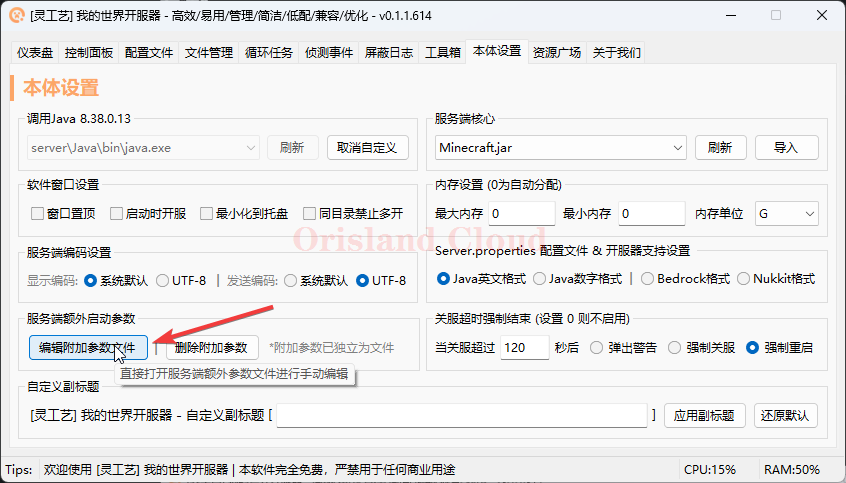 [灵工艺] 我的世界开服器 - 高效/易用/管理/简洁/低配/兼容/优化 - v0.1.1.614
仪表盘 控制面板 配置文件 文件管理 循环任务 侦测事件 屏蔽日志 工具箱 本体设置 资源广场 关于我们
本体设置
调用Java 8.38.0.13
server\Java\bin\java.exe 刷新 取消自定义
服务端核心
Minecraft.jar 刷新 导入
软件窗口设置
窗口置顶 启动时开服 最小化到托盘 同目录禁止多开
内存设置 (0为自动分配)
最大内存 0 最小内存 0 内存单位 G
Orisland Cloud
服务端编码设置
显示编码: 系统默认 UTF-8 | 发送编码: 系统默认 UTF-8
Server.properties 配置文件 & 开服器支持设置
Java英文格式 Java数字格式 | Bedrock格式 Nukkit格式
服务端额外启动参数
编辑附加参数文件 | 删除附加参数 *附加参数已独立为文件
直接打开服务端额外参数文件进行手动编辑
关服超时强制结束 (设置 0 则不启用)
当关服超过 120 秒后 弹出警告 强制关服 强制重启
自定义副标题
[灵工艺] 我的世界开服器 - 自定义副标题 [ ] 应用副标题 还原默认
Tips: 欢迎使用 [灵工艺] 我的世界开服器 | 本软件完全免费，严禁用于任何商业用途 CPU:15% RAM:50%